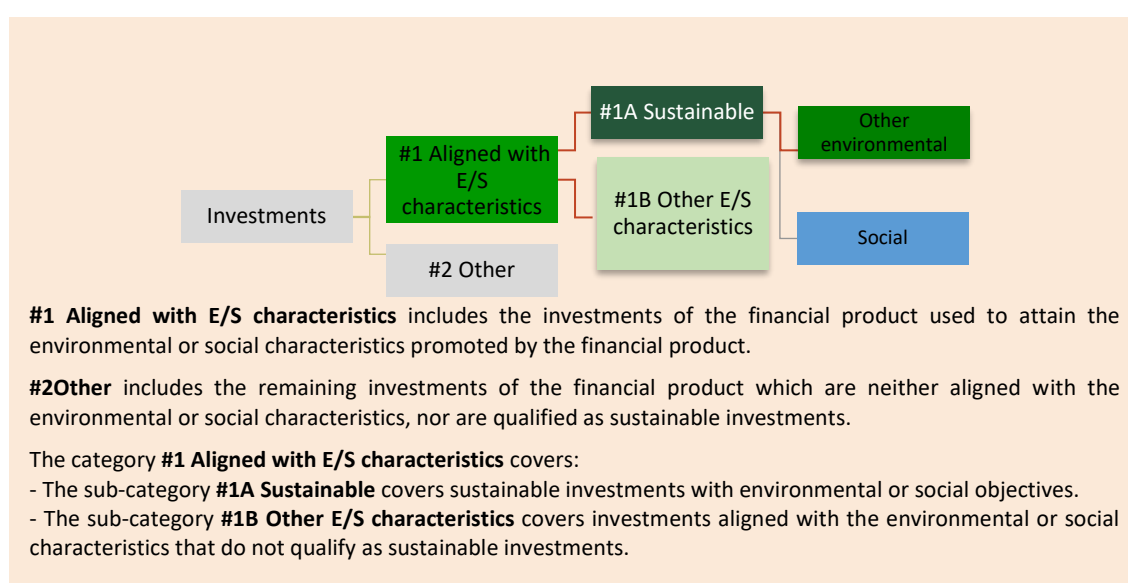 #1A Sustainable
Other
environmental
#1 Aligned with
E/S
characteristics
#1B Other E/S
characteristics
Investments
Social
#2 Other
#1 Aligned with E/S characteristics includes the investments of the financial product used to attain the
environmental or social characteristics promoted by the financial product.
#2Other includes the remaining investments of the financial product which are neither aligned with the
environmental or social characteristics, nor are qualified as sustainable investments.
The category #1 Aligned with E/S characteristics covers:
- The sub-category #1A Sustainable covers sustainable investments with environmental or social objectives.
- The sub-category #1B Other E/S characteristics covers investments aligned with the environmental or social
characteristics that do not qualify as sustainable investments.